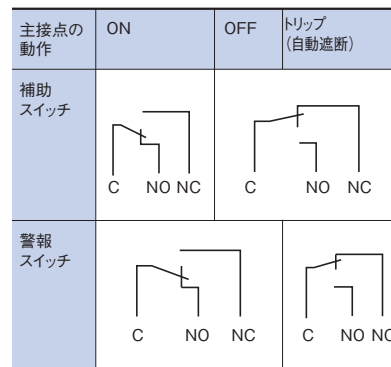 主接点の
動作
ON
OFF
トリップ
(自動遮断)
補助
スイッチ
C NO NC
C NO NC
警報
スイッチ
C NO NC
C NO NC